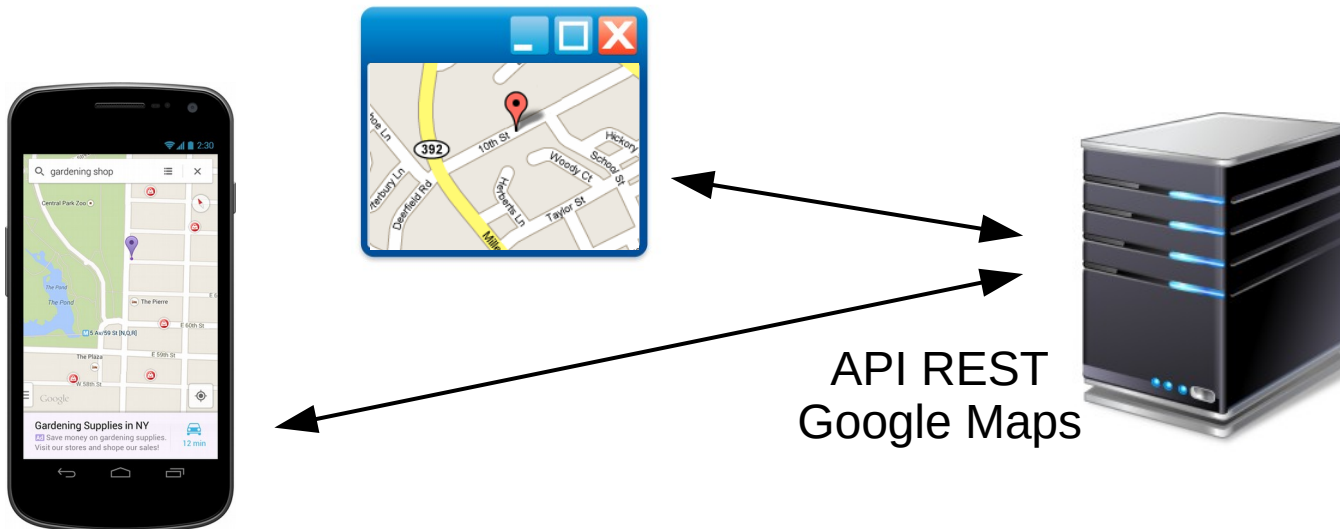 2:30
gardening shop
Central Park Zoo
The Pond
The Pond
The Pierre
E 60th St
5 Av/59 St [N,Q,R]
The Plaza
E 59th St
W 58th St
Google
Gardening Supplies in NY
Ad Save money on gardening supplies.
Visit our stores and shope our sales!
12 min
392
10th St
Hickory
School St
Woody Ct
Herberts Ln
Taylor St
Deerfield Rd
API REST
Google Maps